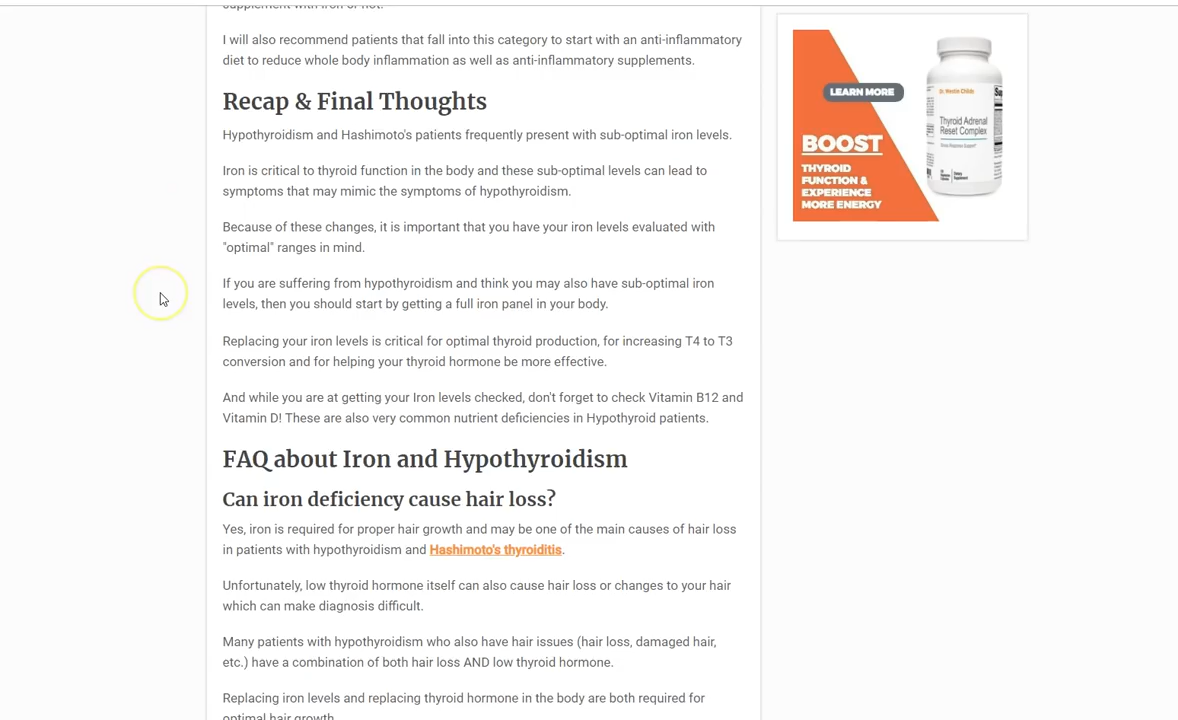 supplement with iron or not.
I will also recommend patients that fall into this category to start with an anti-inflammatory
diet to reduce whole body inflammation as well as anti-inflammatory supplements.
Recap & Final Thoughts
Hypothyroidism and Hashimoto's patients frequently present with sub-optimal iron levels.
Iron is critical to thyroid function in the body and these sub-optimal levels can lead to
symptoms that may mimic the symptoms of hypothyroidism.
Because of these changes, it is important that you have your iron levels evaluated with
"optimal" ranges in mind.
If you are suffering from hypothyroidism and think you may also have sub-optimal iron
levels, then you should start by getting a full iron panel in your body.
Replacing your iron levels is critical for optimal thyroid production, for increasing T4 to T3
conversion and for helping your thyroid hormone be more effective.
And while you are at getting your Iron levels checked, don't forget to check Vitamin B12 and
Vitamin D! These are also very common nutrient deficiencies in Hypothyroid patients.
FAQ about Iron and Hypothyroidism
Can iron deficiency cause hair loss?
Yes, iron is required for proper hair growth and may be one of the main causes of hair loss
in patients with hypothyroidism and Hashimoto's thyroiditis.
Unfortunately, low thyroid hormone itself can also cause hair loss or changes to your hair
which can make diagnosis difficult.
Many patients with hypothyroidism who also have hair issues (hair loss, damaged hair,
etc.) have a combination of both hair loss AND low thyroid hormone.
Replacing iron levels and replacing thyroid hormone in the body are both required for
optimal hair growth.
LEARN MORE
BOOST
THYROID
FUNCTION &
EXPERIENCE
MORE ENERGY
Dr. Westin Childs
Thyroid Adrenal
Reset Complex